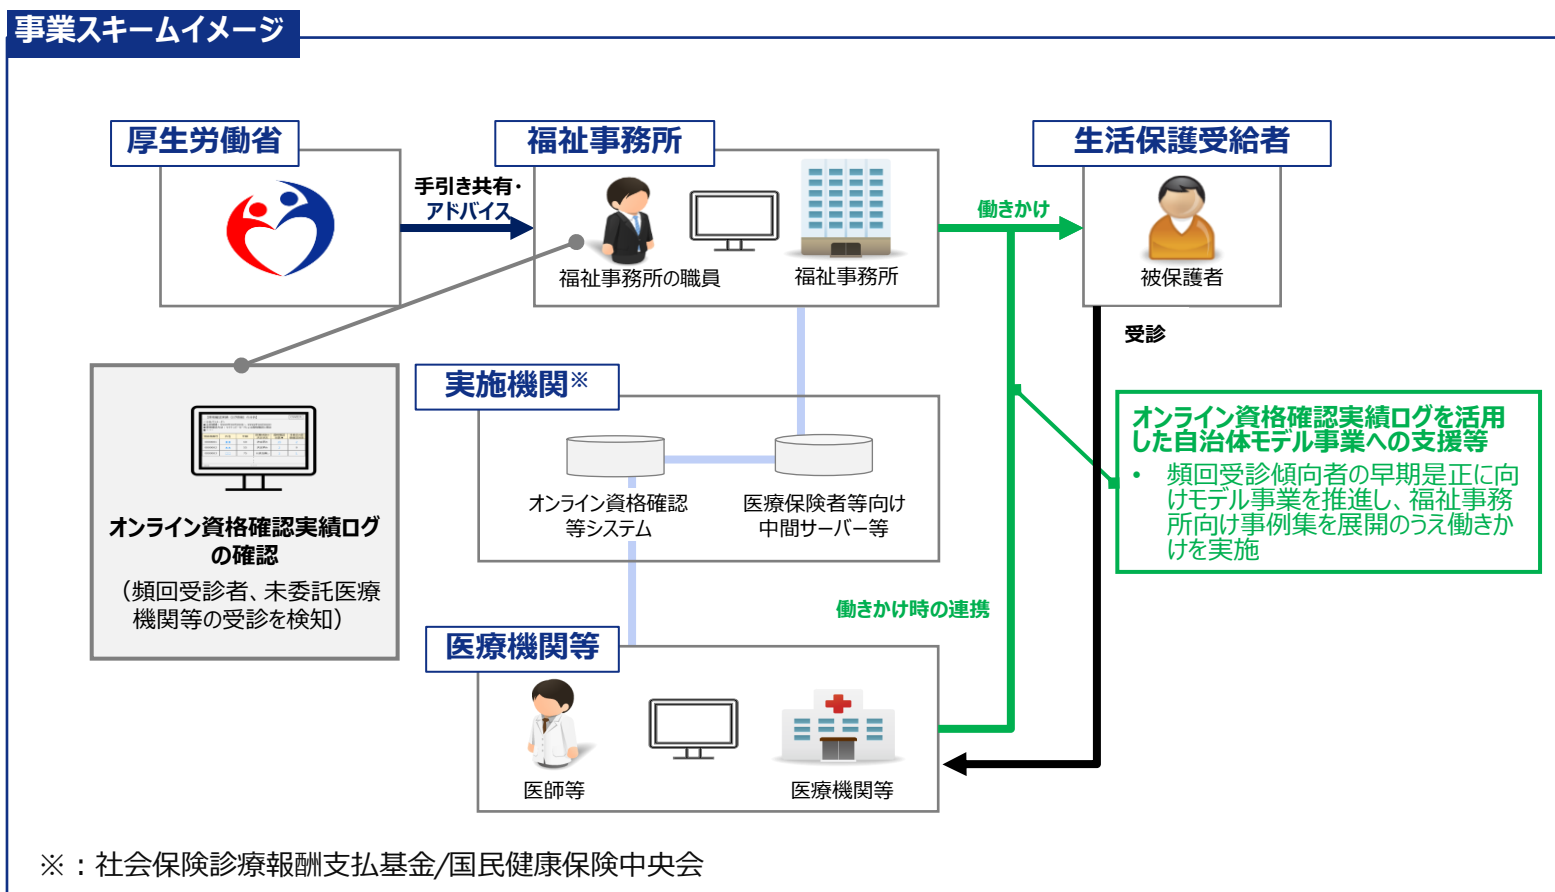 事業スキームイメージ
厚生労働省
福祉事務所
生活保護受給者
手引き共有・
アドバイス
働きかけ
福祉事務所の職員
福祉事務所
被保護者
受診
実施機関※
オンライン資格確認
等システム
医療保険者等向け
中間サーバー等
オンライン資格確認実績ログ
の確認
（頻回受診者、未委託医療
機関等の受診を検知）
オンライン資格確認実績ログを活用
した自治体モデル事業への支援等
• 頻回受診傾向者の早期是正に向
けモデル事業を推進し、福祉事務
所向け事例集を展開のうえ働きか
けを実施
働きかけ時の連携
医療機関等
医師等
医療機関等
※：社会保険診療報酬支払基金/国民健康保険中央会